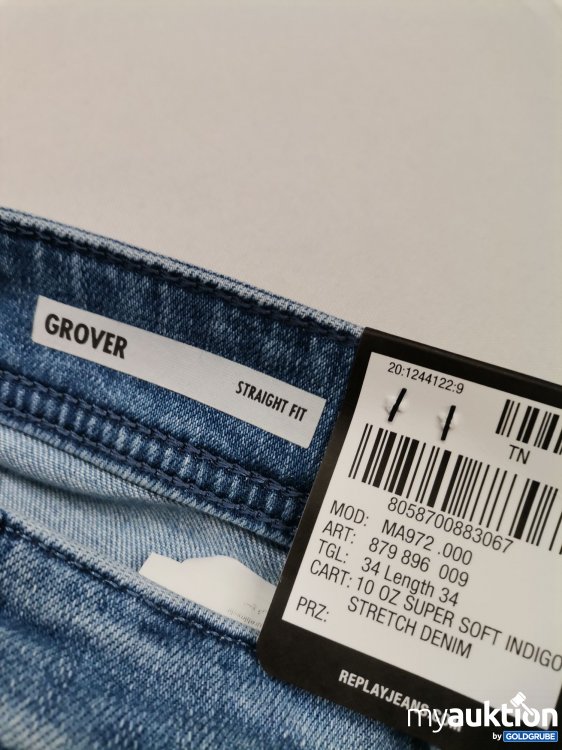 GROVER
STRAIGHT FIT
20:1244122:9
TN
8058700883067
MOD: MA972 .000
ART: 879 896 009
TGL: 34 Length 34
CART: 10 OZ SUPER SOFT INDIGO
STRETCH DENIM
PRZ:
REPLAYJEANS.COM
myauktion
by GOLDGRUBE